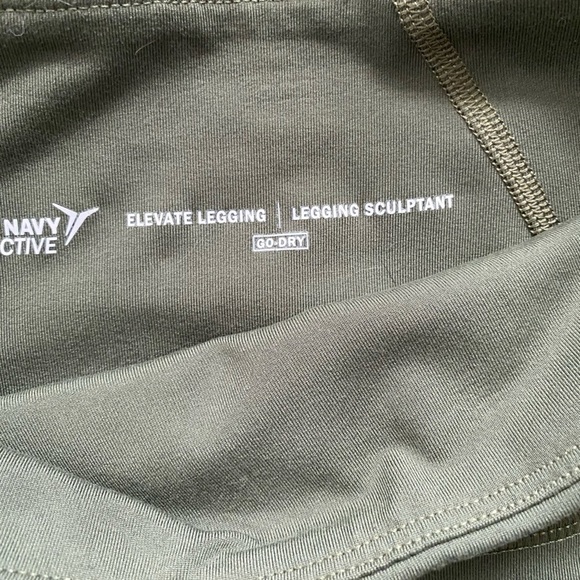 NAVY
CTIVE
ELEVATE LEGGING | LEGGING SCULPTANT
GO-DRY